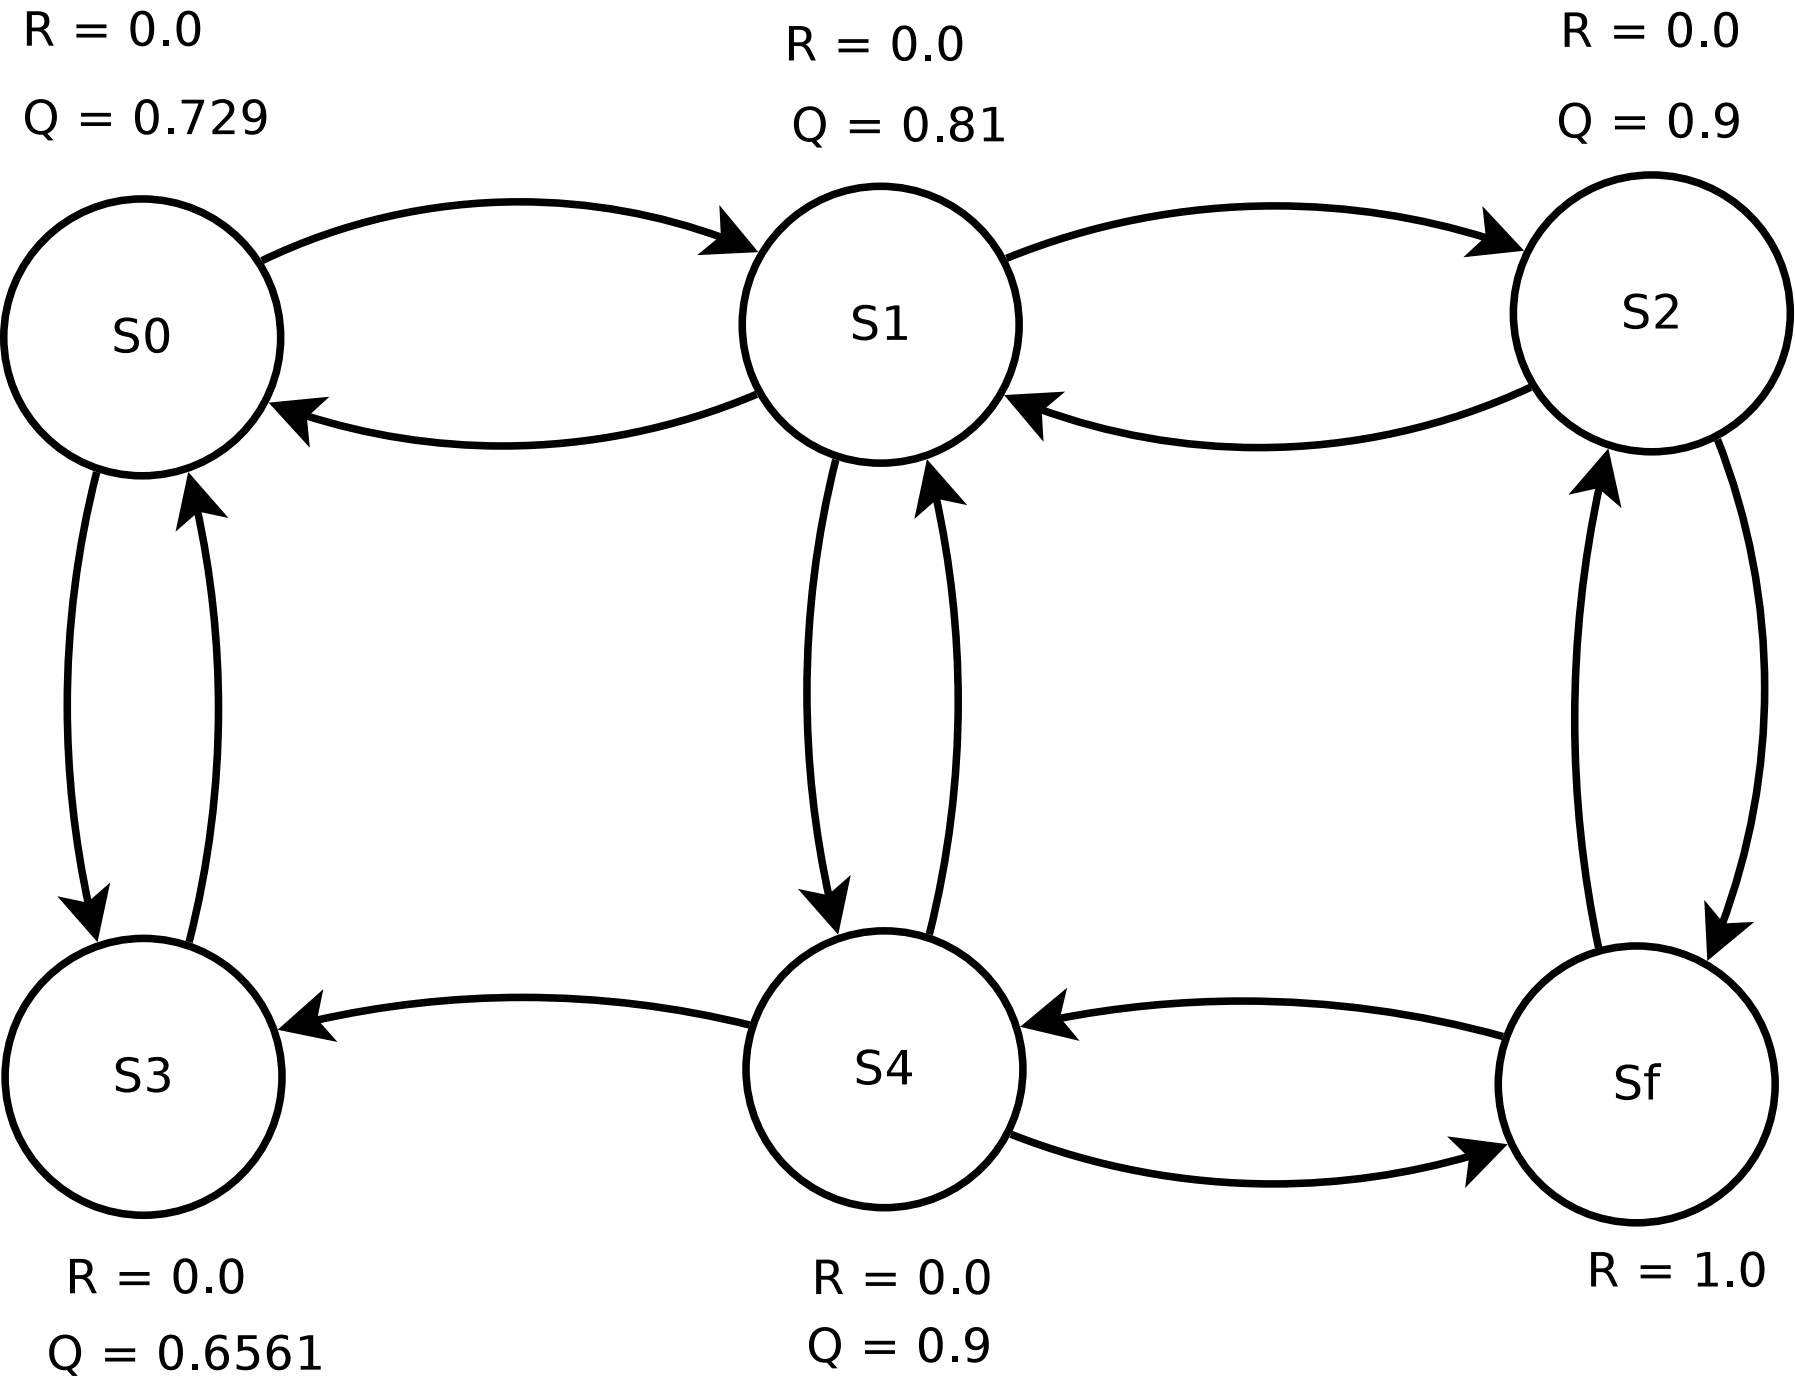 R = 0.0
Q = 0.729
R = 0.0
Q = 0.81
R = 0.0
Q = 0.9
S0
S1
S2
S3
S4
Sf
R = 0.0
Q = 0.6561
R = 0.0
Q = 0.9
R = 1.0